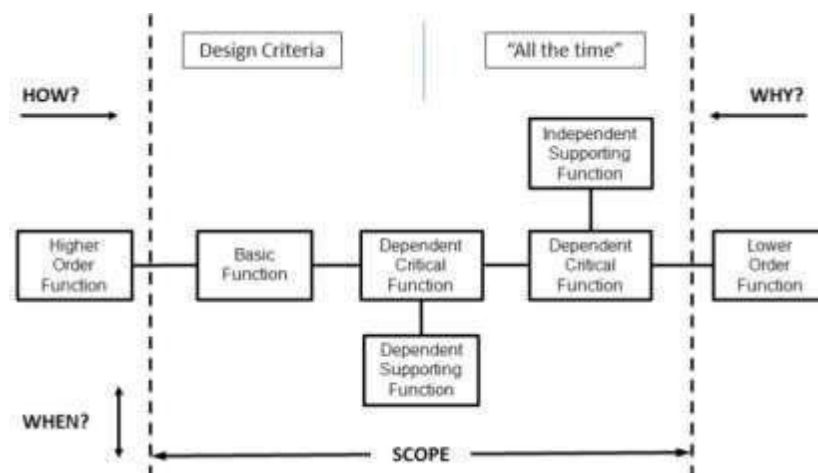 Design Criteria
“All the time”
HOW?
WHY?
Independent
Supporting
Function
Higher
Order
Function
Basic
Function
Dependent
Critical
Function
Dependent
Critical
Function
Lower
Order
Function
Dependent
Supporting
Function
WHEN?
SCOPE